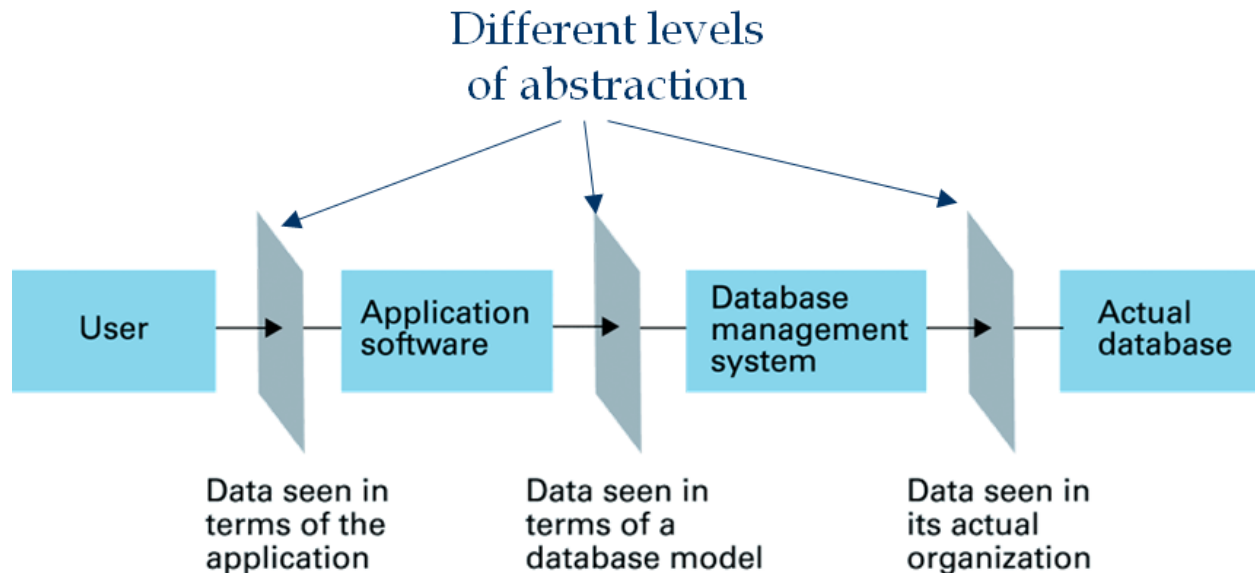 Different levels
of abstraction
User
Application
software
Database
management
system
Actual
database
Data seen in
terms of the
application
Data seen in
terms of a
database model
Data seen in
its actual
organization